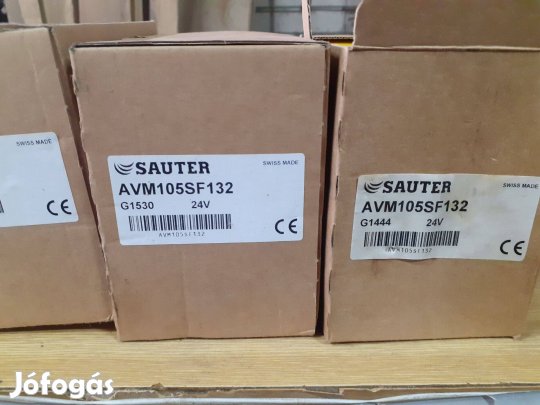 SWISS MADE
CE
SAUTER
SWISS MADE
AVM105SF132
G1530 24V
AVM105SF132
CE
SAUTER
SWISS MADE
AVM105SF132
G1444 24V
AVM105SF132
CE
Jófogás